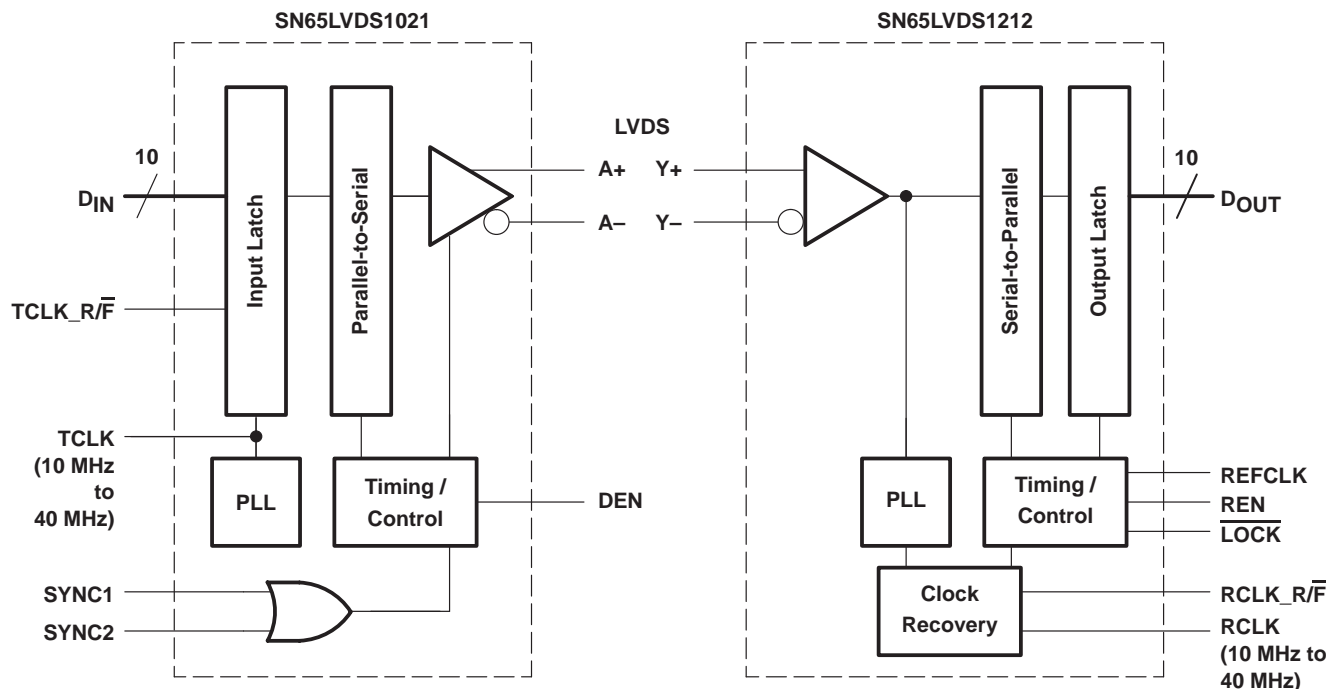 SN65LVDS1021
SN65LVDS1212
LVDS
10
DIN
TCLK_R/F̅
TCLK
(10 MHz
to
40 MHz)
SYNC1
SYNC2
Input Latch
Parallel-to-Serial
PLL
Timing /
Control
DEN
A+
Y+
A–
Y–
Serial-to-Parallel
Output Latch
10
DOUT
PLL
Timing /
Control
Clock
Recovery
REFCLK
REN
L̅O̅C̅K̅
RCLK_R/F̅
RCLK
(10 MHz to
40 MHz)